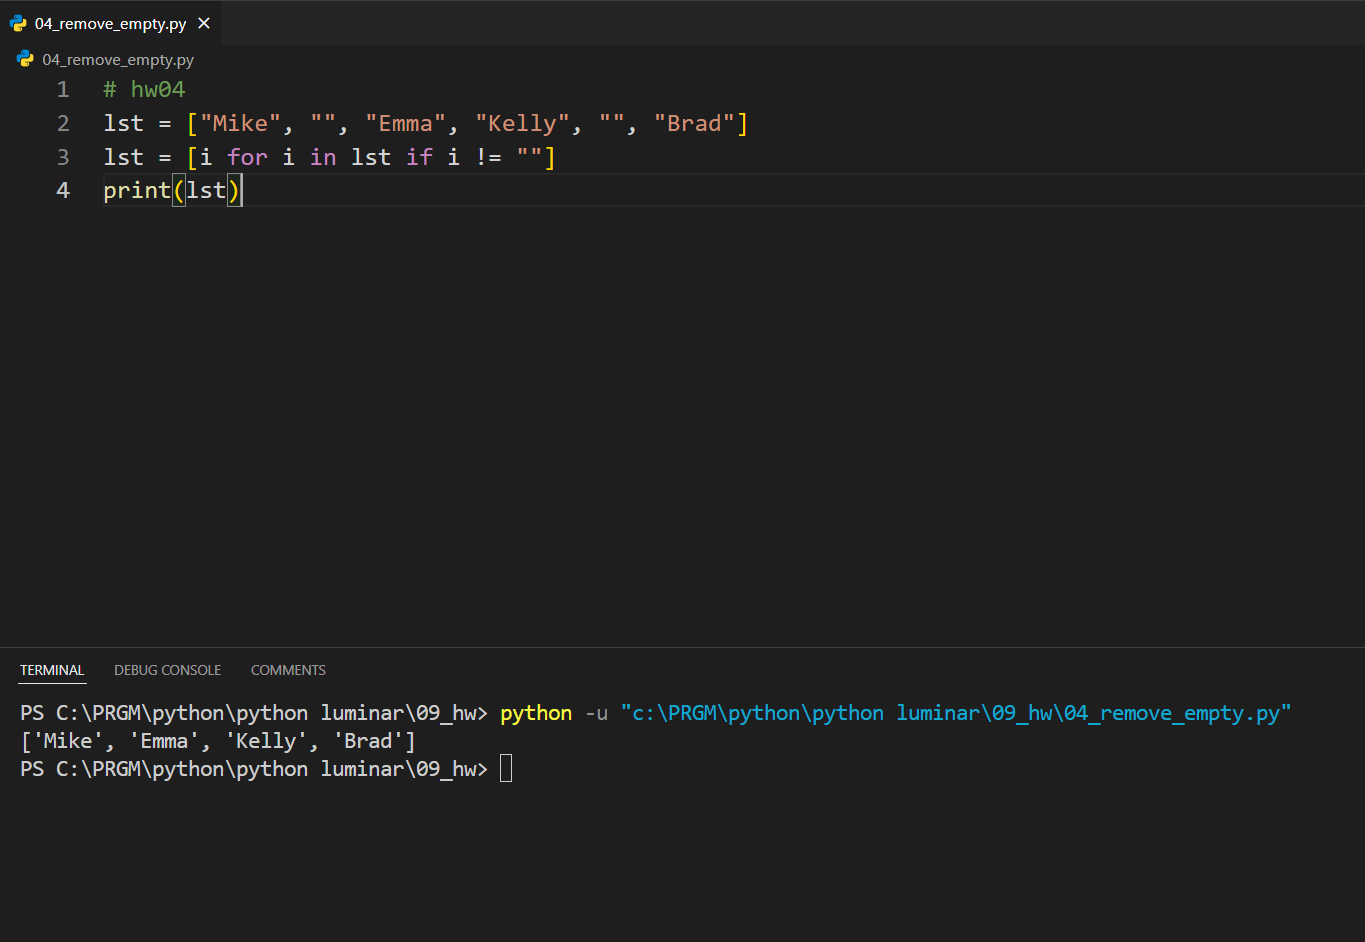 04_remove_empty.py
04_remove_empty.py
1 # hw04
2 lst = ["Mike", "", "Emma", "Kelly", "", "Brad"]
3 lst = [i for i in lst if i != ""]
4 print(lst)
TERMINAL DEBUG CONSOLE COMMENTS
PS C:\PRGM\python\python luminar\09_hw> python -u "c:\PRGM\python\python luminar\09_hw\04_remove_empty.py"
['Mike', 'Emma', 'Kelly', 'Brad']
PS C:\PRGM\python\python luminar\09_hw>